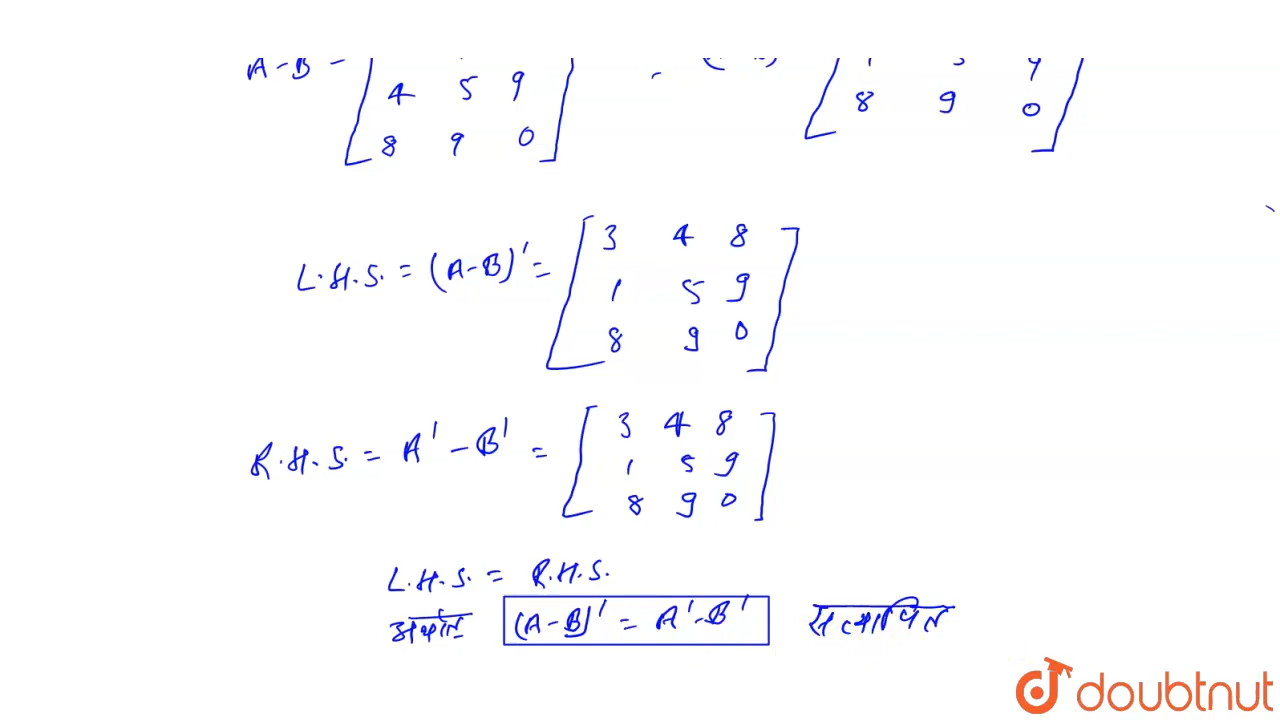 A-B =
4 5 9
8 9 0
8 9 0
L.H.S. = (A-B)' = [3 4 8
1 5 9
8 9 0]
R.H.S. = A' - B' = [3 4 8
1 5 9
8 9 0]
L.H.S. = R.H.S.
अर्थात (A-B)' = A'-B' सत्यापित
doubtnut